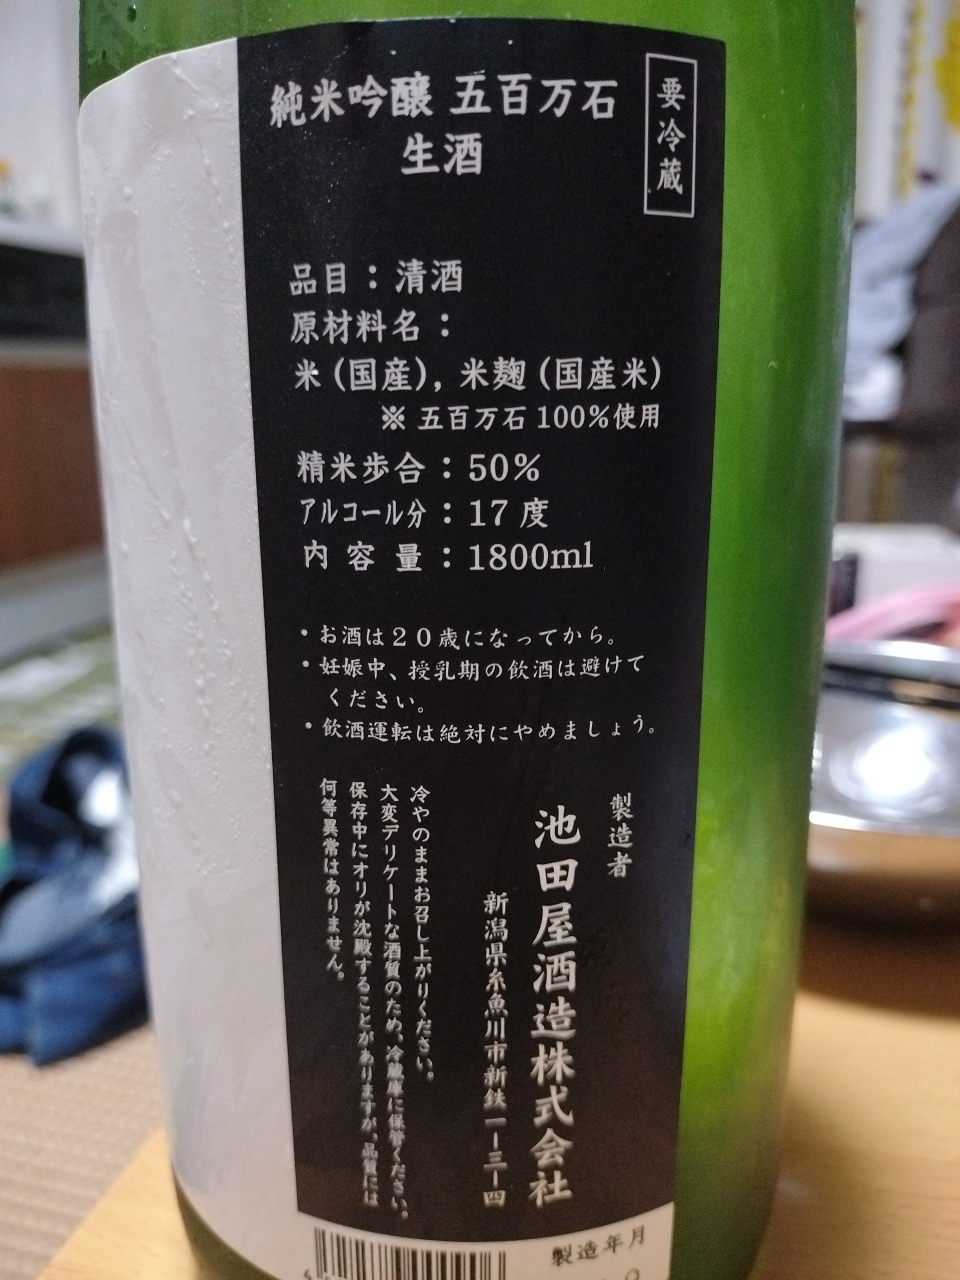 純米吟醸 五百万石
生酒
要冷蔵
品目：清酒
原材料名：
米（国産），米麹（国産米）
※ 五百万石 100％使用
精米歩合：50％
アルコール分：17 度
内 容 量：1800ml
・お酒は２０歳になってから。
・妊娠中、授乳期の飲酒は避けて
ください。
・飲酒運転は絶対にやめましょう。
製造者
池田屋酒造株式会社
新潟県糸魚川市新鉄一ー三ー四
冷やのままお召し上がりください。
大変デリケートな酒質のため、冷蔵庫に保管ください。
保存中にオリが沈殿することがありますが、品質には
何等異常はありません。
製造年月